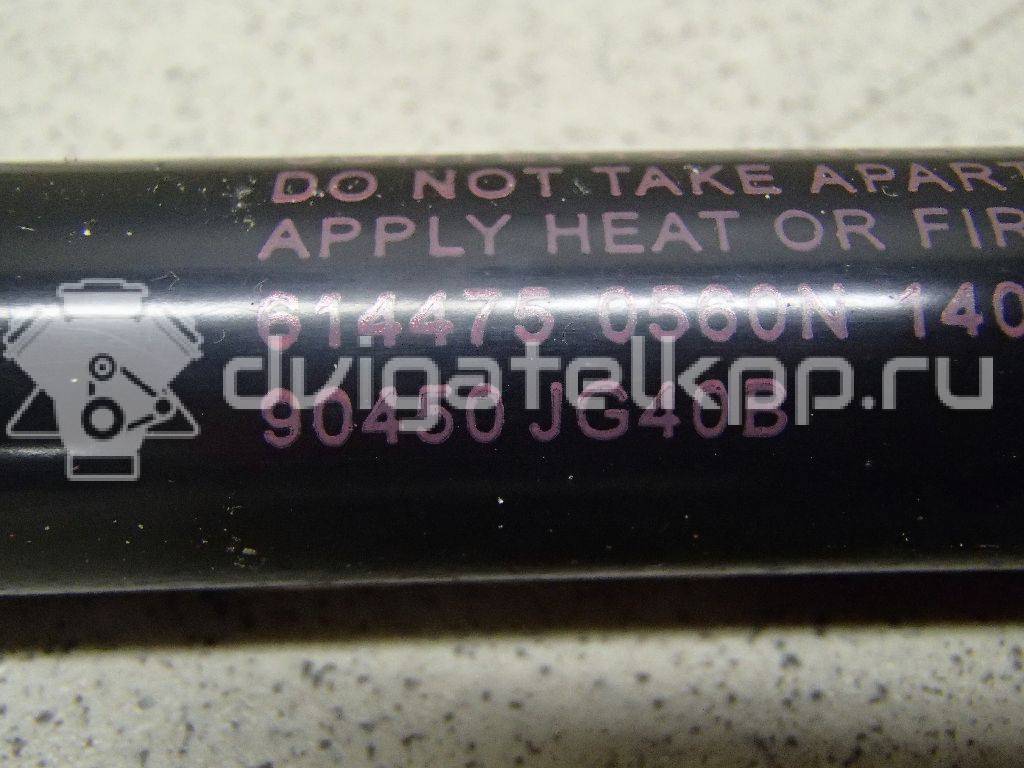 DO NOT TAKE APART
APPLY HEAT OR FIR
614475 0560N 140
dvigatelkpp.ru
90450 JG40B